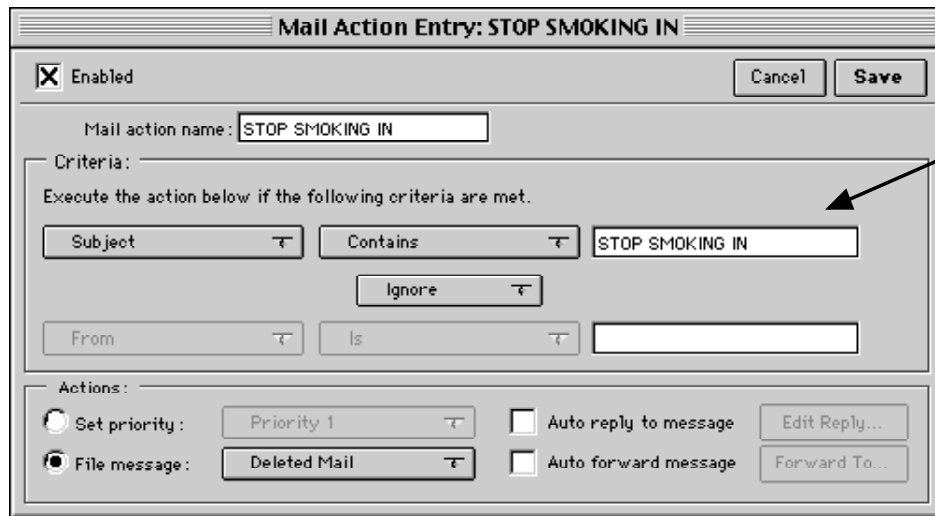 Mail Action Entry: STOP SMOKING IN
Enabled Cancel Save
Mail action name: STOP SMOKING IN
Criteria:
Execute the action below if the following criteria are met.
Subject Contains STOP SMOKING IN
Ignore
From Is
Actions:
Set priority: Priority 1 Auto reply to message Edit Reply...
File message: Deleted Mail Auto forward message Forward To...